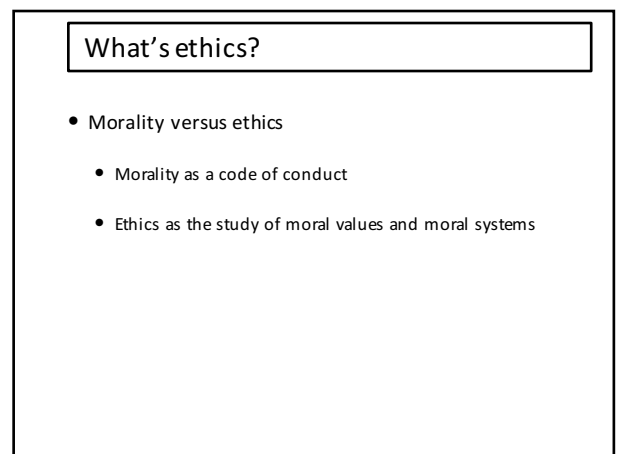 What's ethics?
• Morality versus ethics
• Morality as a code of conduct
• Ethics as the study of moral values and moral systems